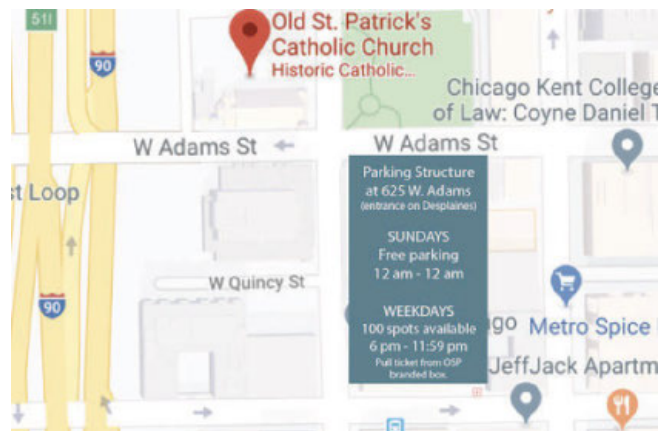 51I
90
Old St. Patrick's
Catholic Church
Historic Catholic...
Chicago Kent College
of Law: Coyne Daniel T
W Adams St
W Adams St
st Loop
Parking Structure
at 625 W. Adams
(entrance on Desplaines)
SUNDAYS
Free parking
12 am - 12 am
W Quincy St
90
WEEKDAYS
100 spots available
6 pm - 11:59 pm
Pull ticket from OSP
branded box.
go
Metro Spice
JeffJack Apartm